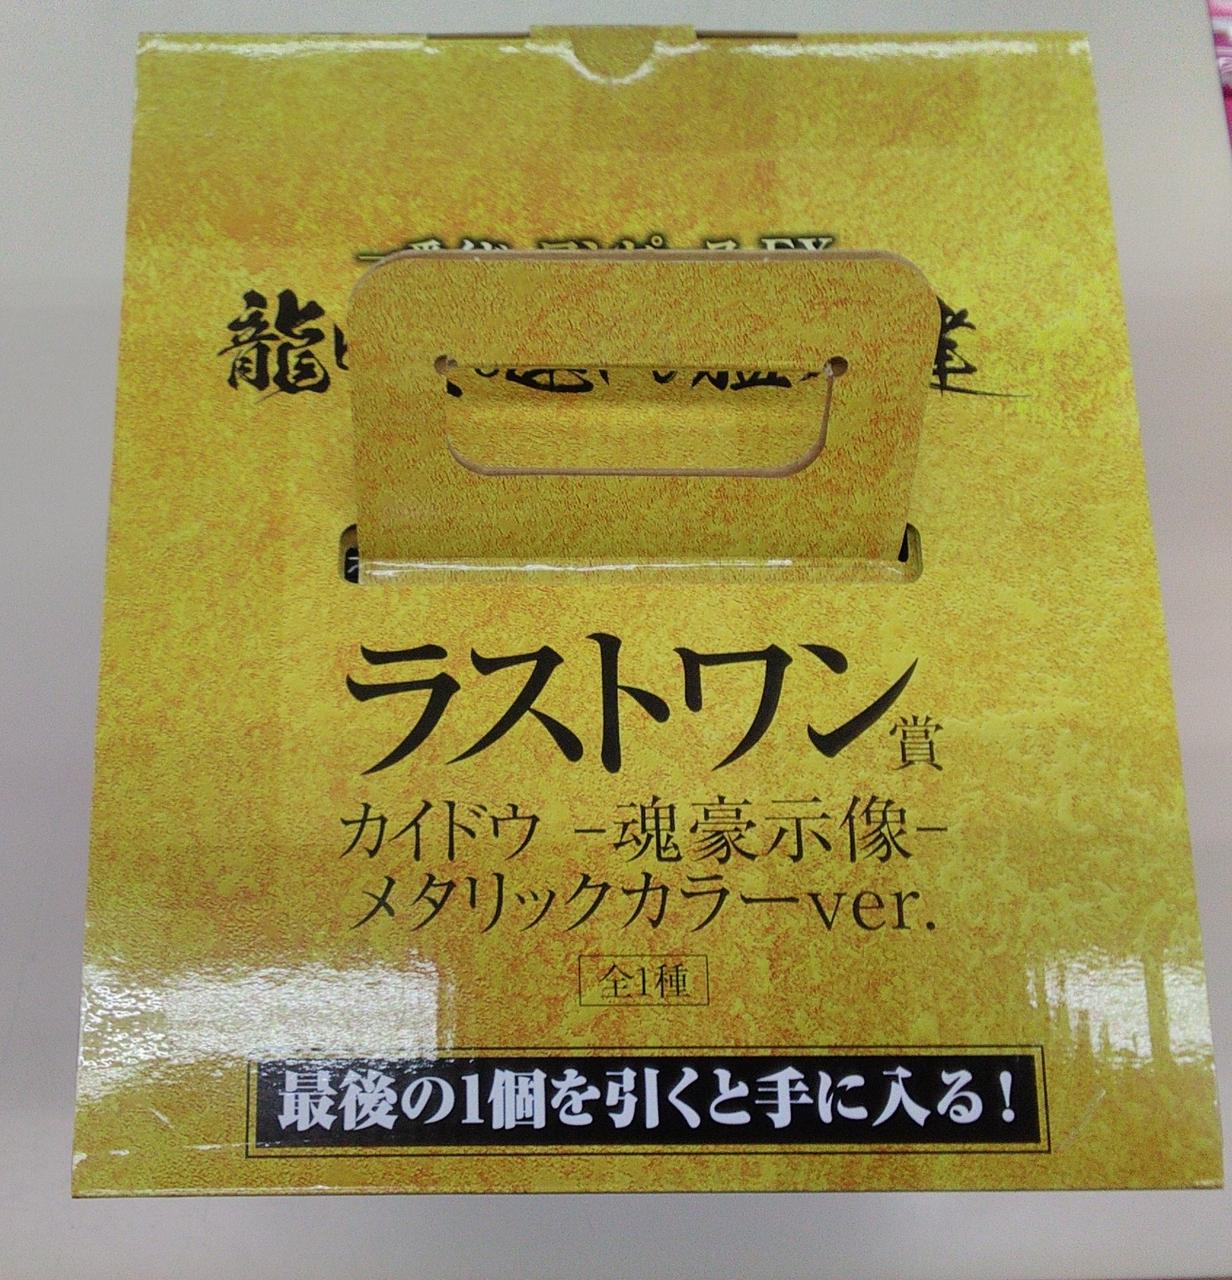 龍
ラストワン賞
カイドウ -魂豪示像-
メタリックカラーver.
全1種
最後の1個を引くと手に入る!